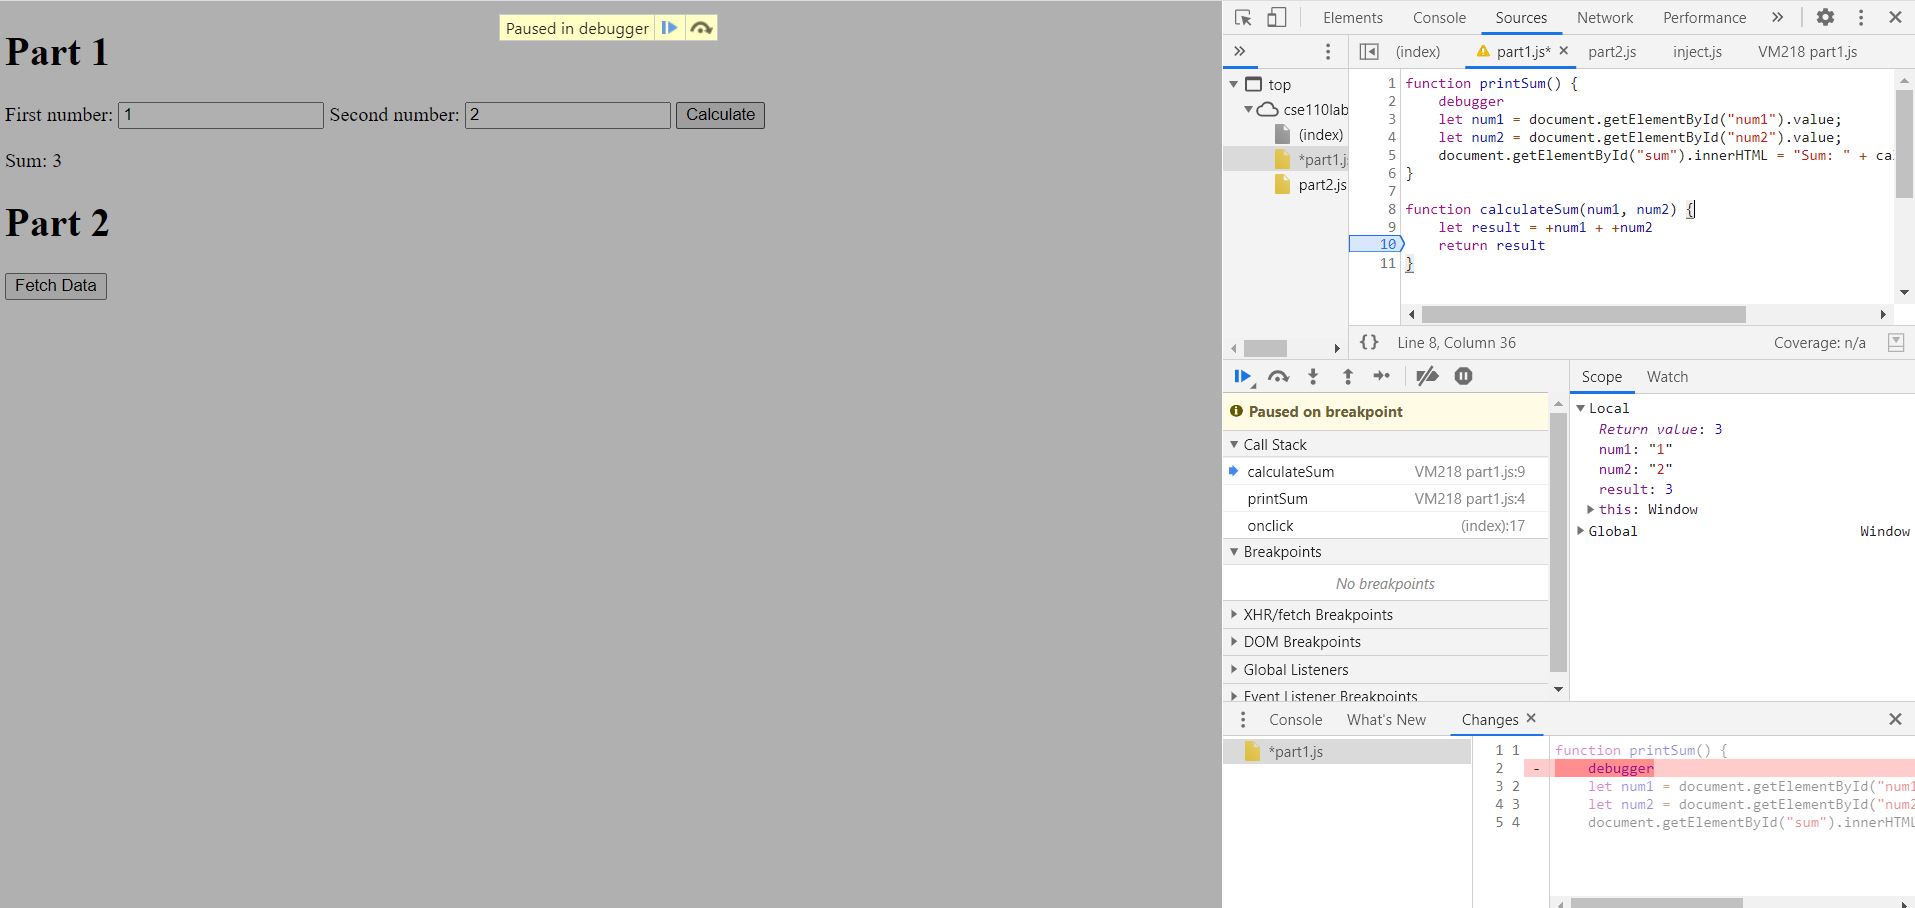 Paused in debugger
Part 1
First number: 1 Second number: 2 Calculate
Sum: 3
Part 2
Fetch Data
Elements Console Sources Network Performance »
» (index) part1.js* × part2.js inject.js VM218 part1.js
top
cse110lab
(index)
*part1.js
part2.js
1 function printSum() {
2 debugger
3 let num1 = document.getElementById("num1").value;
4 let num2 = document.getElementById("num2").value;
5 document.getElementById("sum").innerHTML = "Sum: " + ca
6 }
7
8 function calculateSum(num1, num2) {
9 let result = +num1 + +num2
10 return result
11 }
{} Line 8, Column 36 Coverage: n/a
Paused on breakpoint
Call Stack
calculateSum VM218 part1.js:9
printSum VM218 part1.js:4
onclick (index):17
Breakpoints
No breakpoints
XHR/fetch Breakpoints
DOM Breakpoints
Global Listeners
Event Listener Breakpoints
Scope Watch
Local
Return value: 3
num1: "1"
num2: "2"
result: 3
this: Window
Global Window
Console What's New Changes ×
*part1.js
1 1 function printSum() {
2 - debugger
3 2 let num1 = document.getElementById("num1
4 3 let num2 = document.getElementById("num2
5 4 document.getElementById("sum").innerHTML